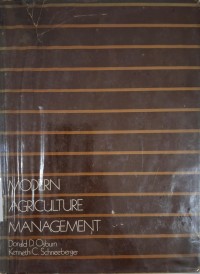 MODERN
AGRICULTURE
MANAGEMENT
Donald D. Osburn
Kenneth C. Schneeberger